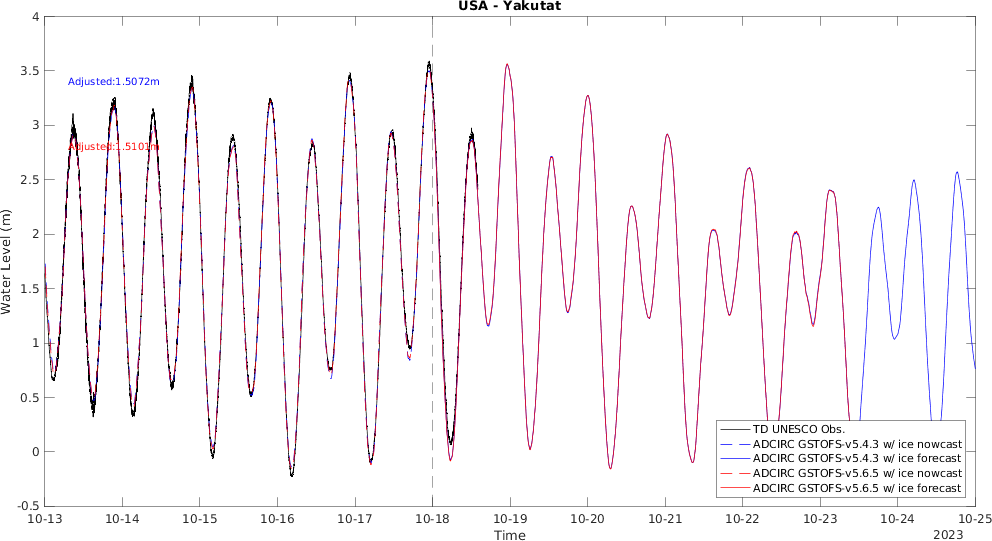 USA - Yakutat
Water Level (m)
4
3.5
3
2.5
2
1.5
1
0.5
0
-0.5
Adjusted:1.5072m
Adjusted:1.5101m
TD UNESCO Obs.
ADCIRC GSTOFS-v5.4.3 w/ ice nowcast
ADCIRC GSTOFS-v5.4.3 w/ ice forecast
ADCIRC GSTOFS-v5.6.5 w/ ice nowcast
ADCIRC GSTOFS-v5.6.5 w/ ice forecast
10-13 10-14 10-15 10-16 10-17 10-18 10-19 10-20 10-21 10-22 10-23 10-24 10-25
Time
2023